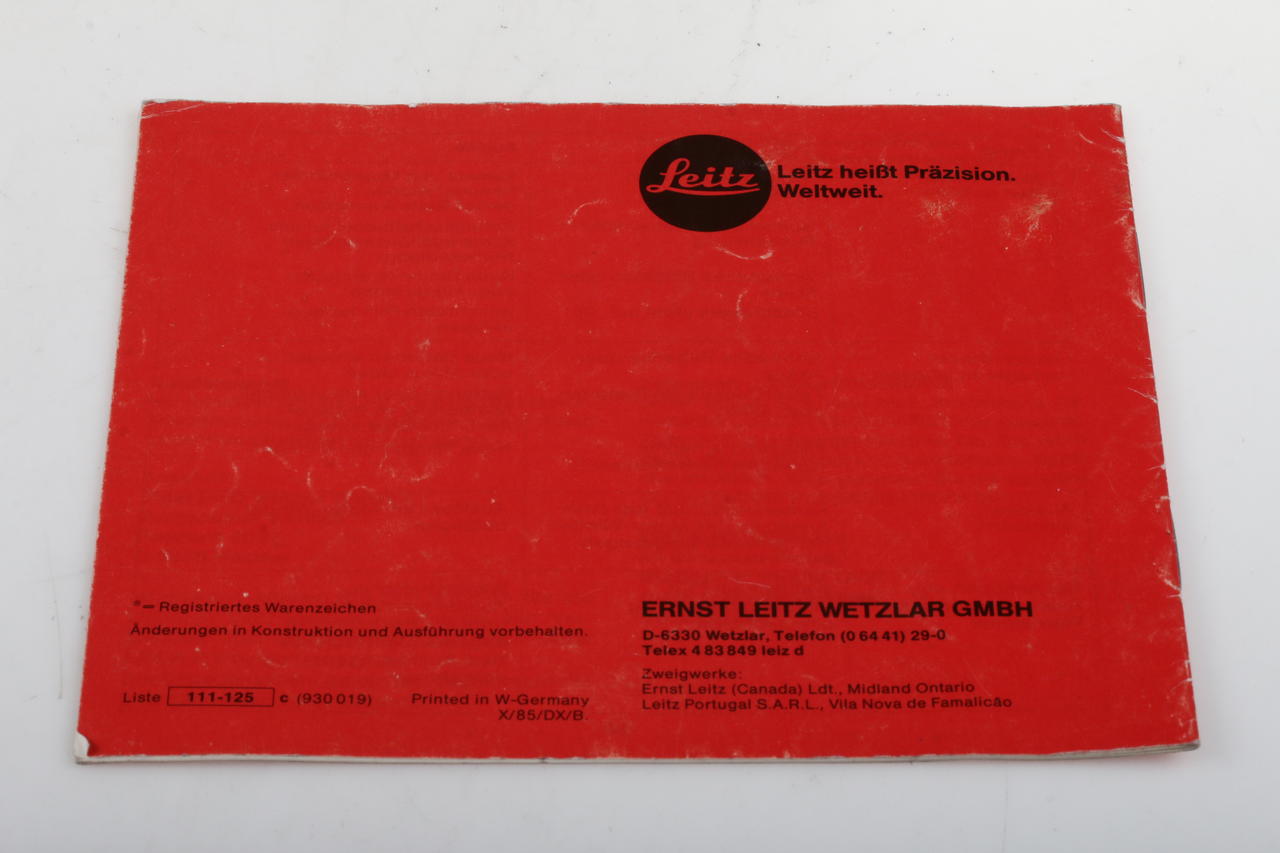 Leitz
Leitz heißt Präzision.
Weltweit.
®= Registriertes Warenzeichen
Änderungen in Konstruktion und Ausführung vorbehalten.
Liste 111-125 c (930 019)
Printed in W-Germany
X/85/DX/B.
ERNST LEITZ WETZLAR GMBH
D-6330 Wetzlar, Telefon (0 64 41) 29-0
Telex 4 83 849 leiz d
Zweigwerke:
Ernst Leitz (Canada) Ldt., Midland Ontario
Leitz Portugal S.A.R.L., Vila Nova de Famalicão